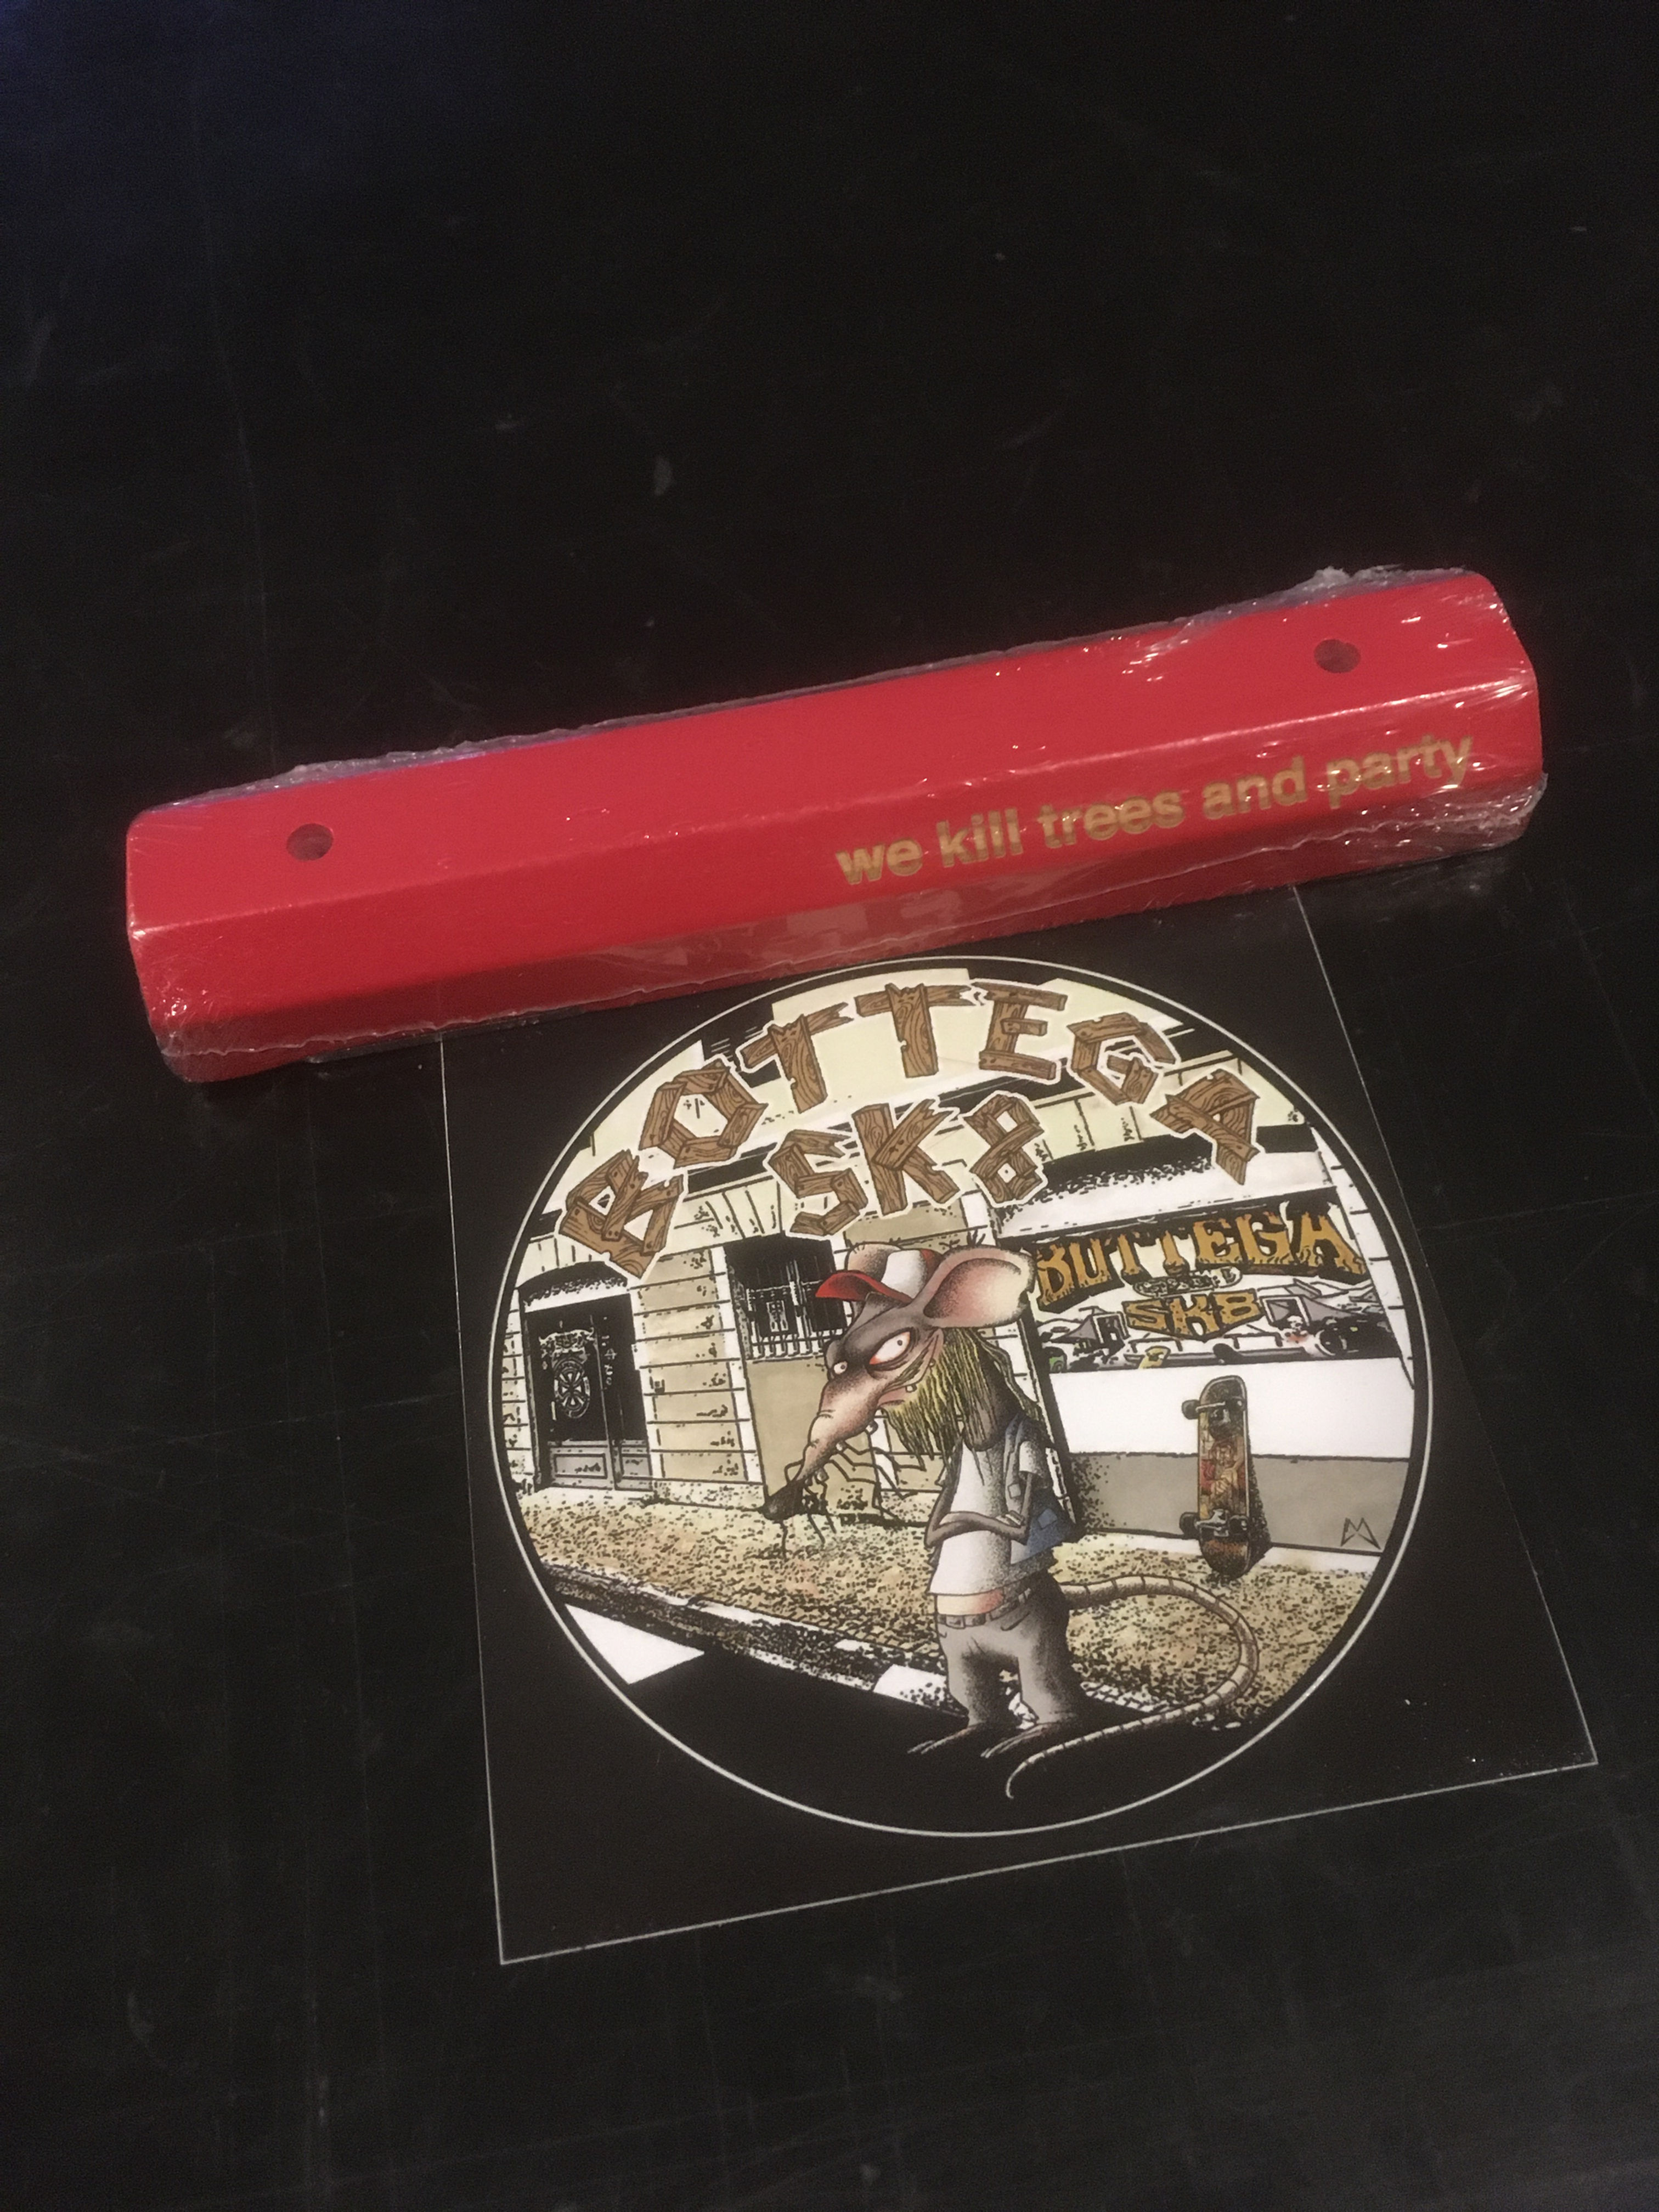 we kill trees and party
BOTTEGA
SK8
BOTTEGA
SK8